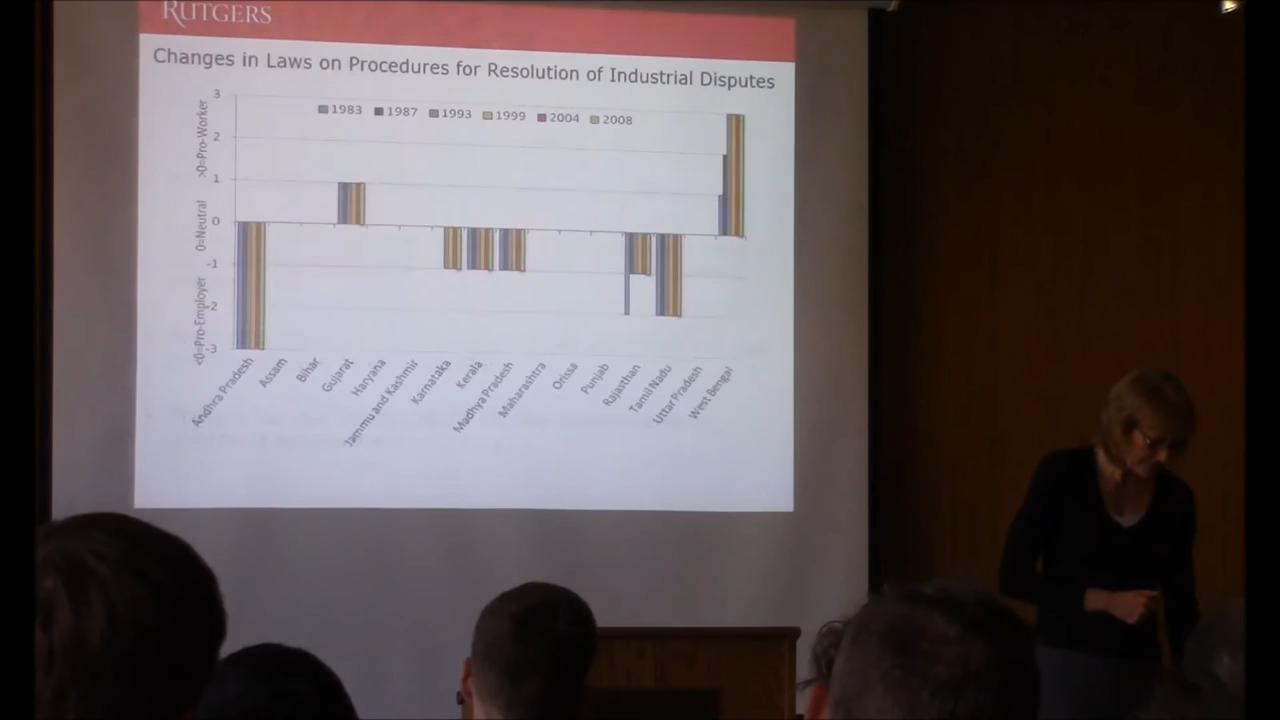 RUTGERS
Changes in Laws on Procedures for Resolution of Industrial Disputes
3
2
1
0
-1
-2
-3
>0=Pro-Worker
0=Neutral
<0=Pro-Employer
1983 1987 1993 1999 2004 2008
Andhra Pradesh
Assam
Bihar
Gujarat
Haryana
Jammu and Kashmir
Karnataka
Kerala
Madhya Pradesh
Maharashtra
Orissa
Punjab
Rajasthan
Tamil Nadu
Uttar Pradesh
West Bengal